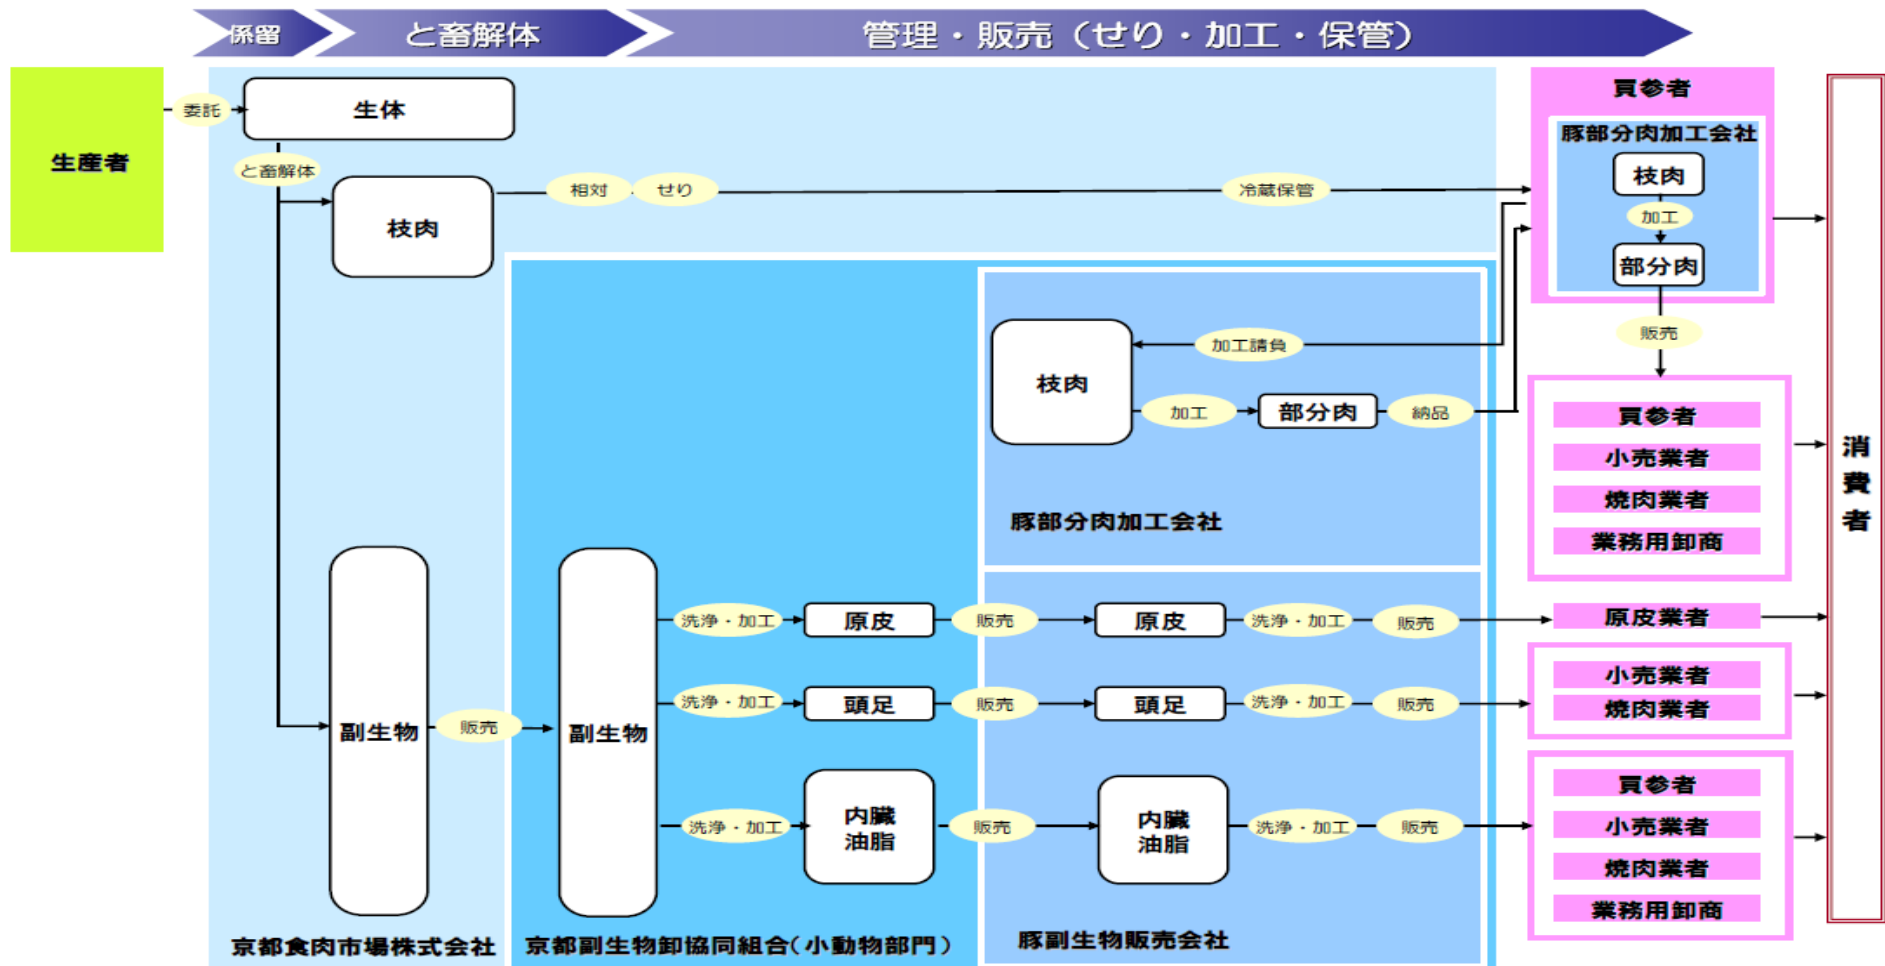 係留
と畜解体
管理・販売（せり・加工・保管）
生産者
委託
生体
と畜解体
枝肉
相対
せり
冷蔵保管
買参者
豚部分肉加工会社
枝肉
加工
部分肉
販売
枝肉
加工請負
加工
部分肉
納品
豚部分肉加工会社
買参者
小売業者
焼肉業者
業務用卸商
消
費
者
副生物
販売
副生物
洗浄・加工
原皮
販売
原皮
洗浄・加工
販売
原皮業者
洗浄・加工
頭足
販売
頭足
洗浄・加工
販売
小売業者
焼肉業者
洗浄・加工
内臓
油脂
販売
内臓
油脂
洗浄・加工
販売
買参者
小売業者
焼肉業者
業務用卸商
京都食肉市場株式会社
京都副生物卸協同組合（小動物部門）
豚副生物販売会社